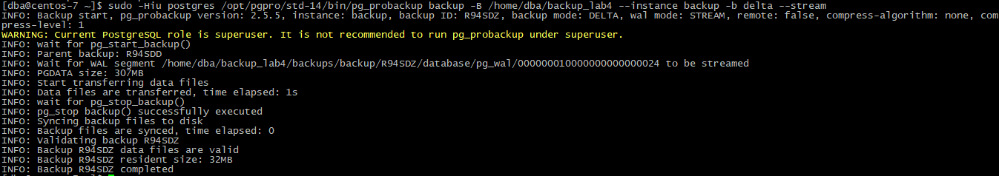 [dba@centos-7 ~]$ sudo -Hiu postgres /opt/pgpro/std-14/bin/pg_probackup backup -B /home/dba/backup_lab4 --instance backup -b delta --stream
INFO: Backup start, pg_probackup version: 2.5.5, instance: backup, backup ID: R94SDZ, backup mode: DELTA, wal mode: STREAM, remote: false, compress-algorithm: none, com
press-level: 1
WARNING: Current PostgreSQL role is superuser. It is not recommended to run pg_probackup under superuser.
INFO: wait for pg_start_backup()
INFO: Parent backup: R94SDD
INFO: Wait for WAL segment /home/dba/backup_lab4/backups/backup/R94SDZ/database/pg_wal/000000010000000000000024 to be streamed
INFO: PGDATA size: 307MB
INFO: Start transferring data files
INFO: Data files are transferred, time elapsed: 1s
INFO: wait for pg_stop_backup()
INFO: pg_stop backup() successfully executed
INFO: Syncing backup files to disk
INFO: Backup files are synced, time elapsed: 0
INFO: Validating backup R94SDZ
INFO: Backup R94SDZ data files are valid
INFO: Backup R94SDZ resident size: 32MB
INFO: Backup R94SDZ completed